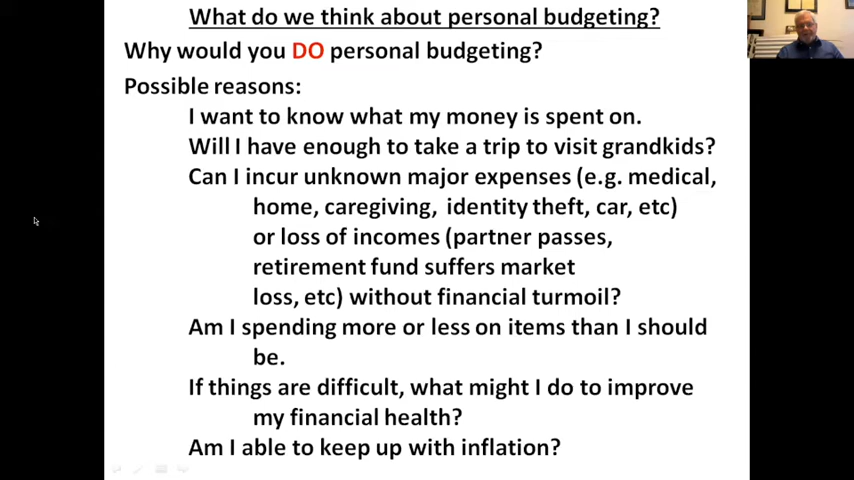 What do we think about personal budgeting?
Why would you DO personal budgeting?
Possible reasons:
I want to know what my money is spent on.
Will I have enough to take a trip to visit grandkids?
Can I incur unknown major expenses (e.g. medical,
home, caregiving, identity theft, car, etc)
or loss of incomes (partner passes,
retirement fund suffers market
loss, etc) without financial turmoil?
Am I spending more or less on items than I should
be.
If things are difficult, what might I do to improve
my financial health?
Am I able to keep up with inflation?